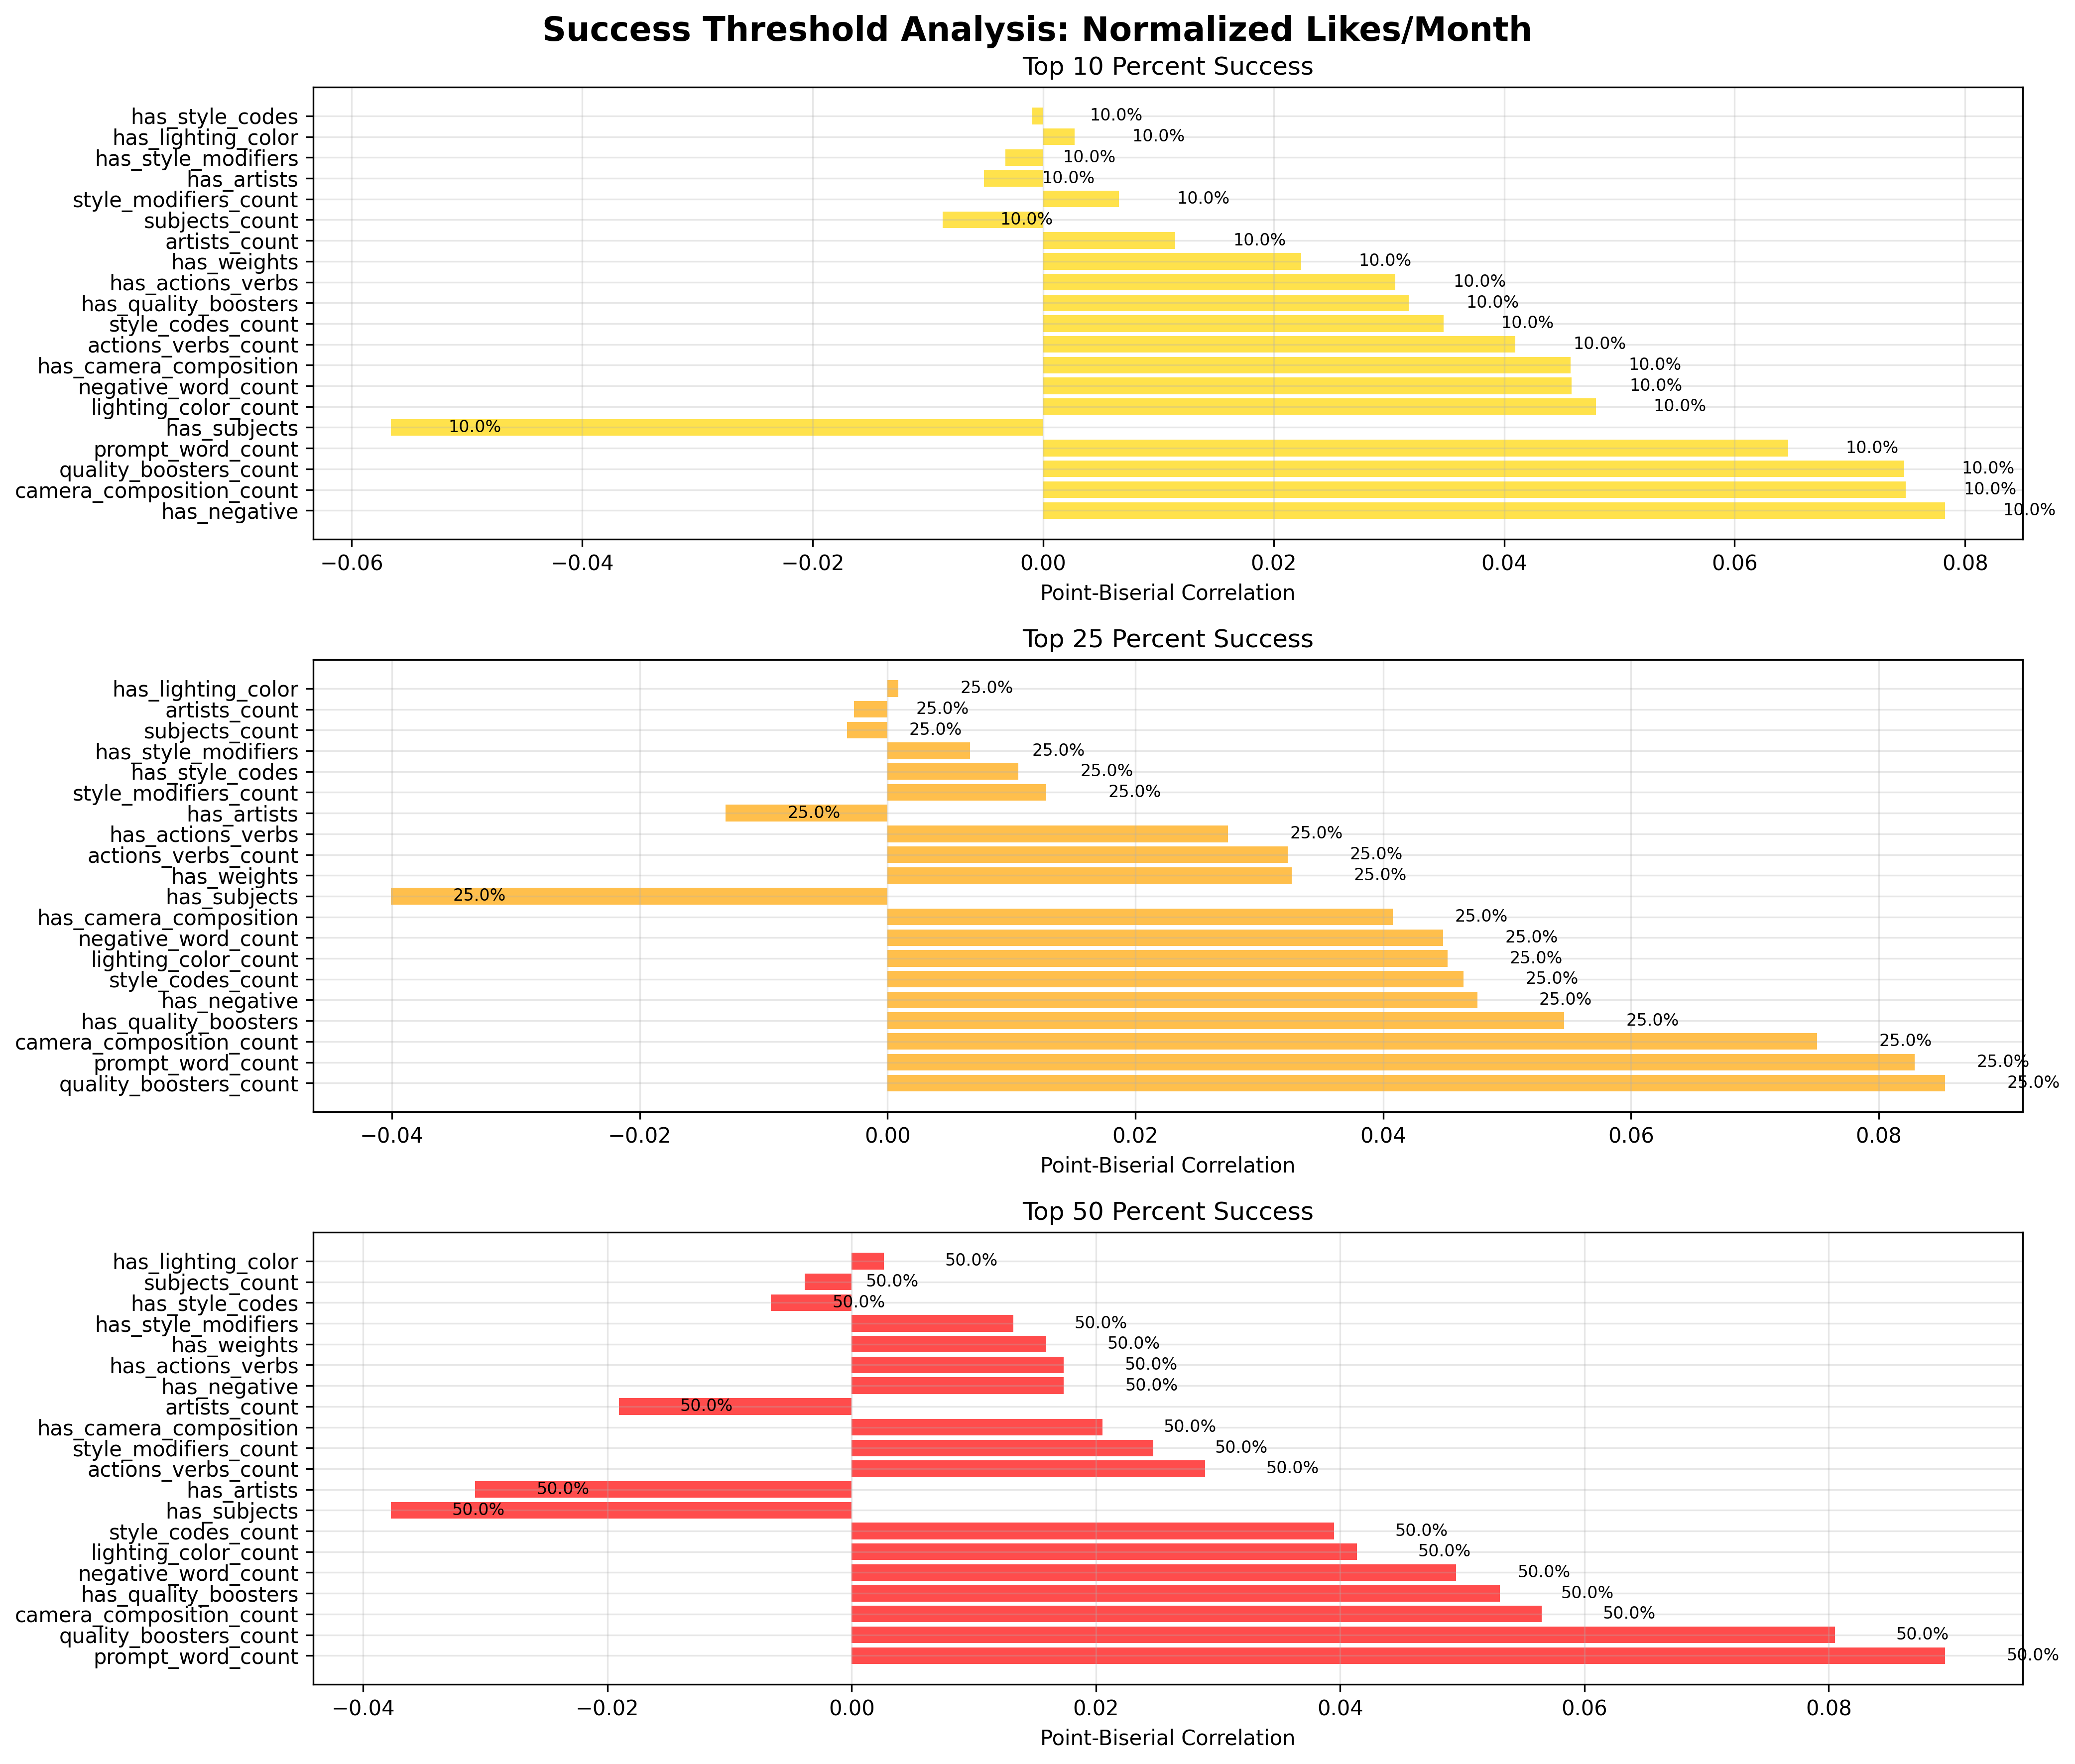 Success Threshold Analysis: Normalized Likes/Month
Top 10 Percent Success
has_style_codes 10.0%
has_lighting_color 10.0%
has_style_modifiers 10.0%
has_artists 10.0%
style_modifiers_count 10.0%
subjects_count 10.0%
artists_count 10.0%
has_weights 10.0%
has_actions_verbs 10.0%
has_quality_boosters 10.0%
style_codes_count 10.0%
actions_verbs_count 10.0%
has_camera_composition 10.0%
negative_word_count 10.0%
lighting_color_count 10.0%
has_subjects 10.0%
prompt_word_count 10.0%
quality_boosters_count 10.0%
camera_composition_count 10.0%
has_negative 10.0%
−0.06 −0.04 −0.02 0.00 0.02 0.04 0.06 0.08
Point-Biserial Correlation
Top 25 Percent Success
has_lighting_color 25.0%
artists_count 25.0%
subjects_count 25.0%
has_style_modifiers 25.0%
has_style_codes 25.0%
style_modifiers_count 25.0%
has_artists 25.0%
has_actions_verbs 25.0%
actions_verbs_count 25.0%
has_weights 25.0%
has_subjects 25.0%
has_camera_composition 25.0%
negative_word_count 25.0%
lighting_color_count 25.0%
style_codes_count 25.0%
has_negative 25.0%
has_quality_boosters 25.0%
camera_composition_count 25.0%
prompt_word_count 25.0%
quality_boosters_count 25.0%
−0.04 −0.02 0.00 0.02 0.04 0.06 0.08
Point-Biserial Correlation
Top 50 Percent Success
has_lighting_color 50.0%
subjects_count 50.0%
has_style_codes 50.0%
has_style_modifiers 50.0%
has_weights 50.0%
has_actions_verbs 50.0%
has_negative 50.0%
artists_count 50.0%
has_camera_composition 50.0%
style_modifiers_count 50.0%
actions_verbs_count 50.0%
has_artists 50.0%
has_subjects 50.0%
style_codes_count 50.0%
lighting_color_count 50.0%
negative_word_count 50.0%
has_quality_boosters 50.0%
camera_composition_count 50.0%
quality_boosters_count 50.0%
prompt_word_count 50.0%
−0.04 −0.02 0.00 0.02 0.04 0.06 0.08
Point-Biserial Correlation